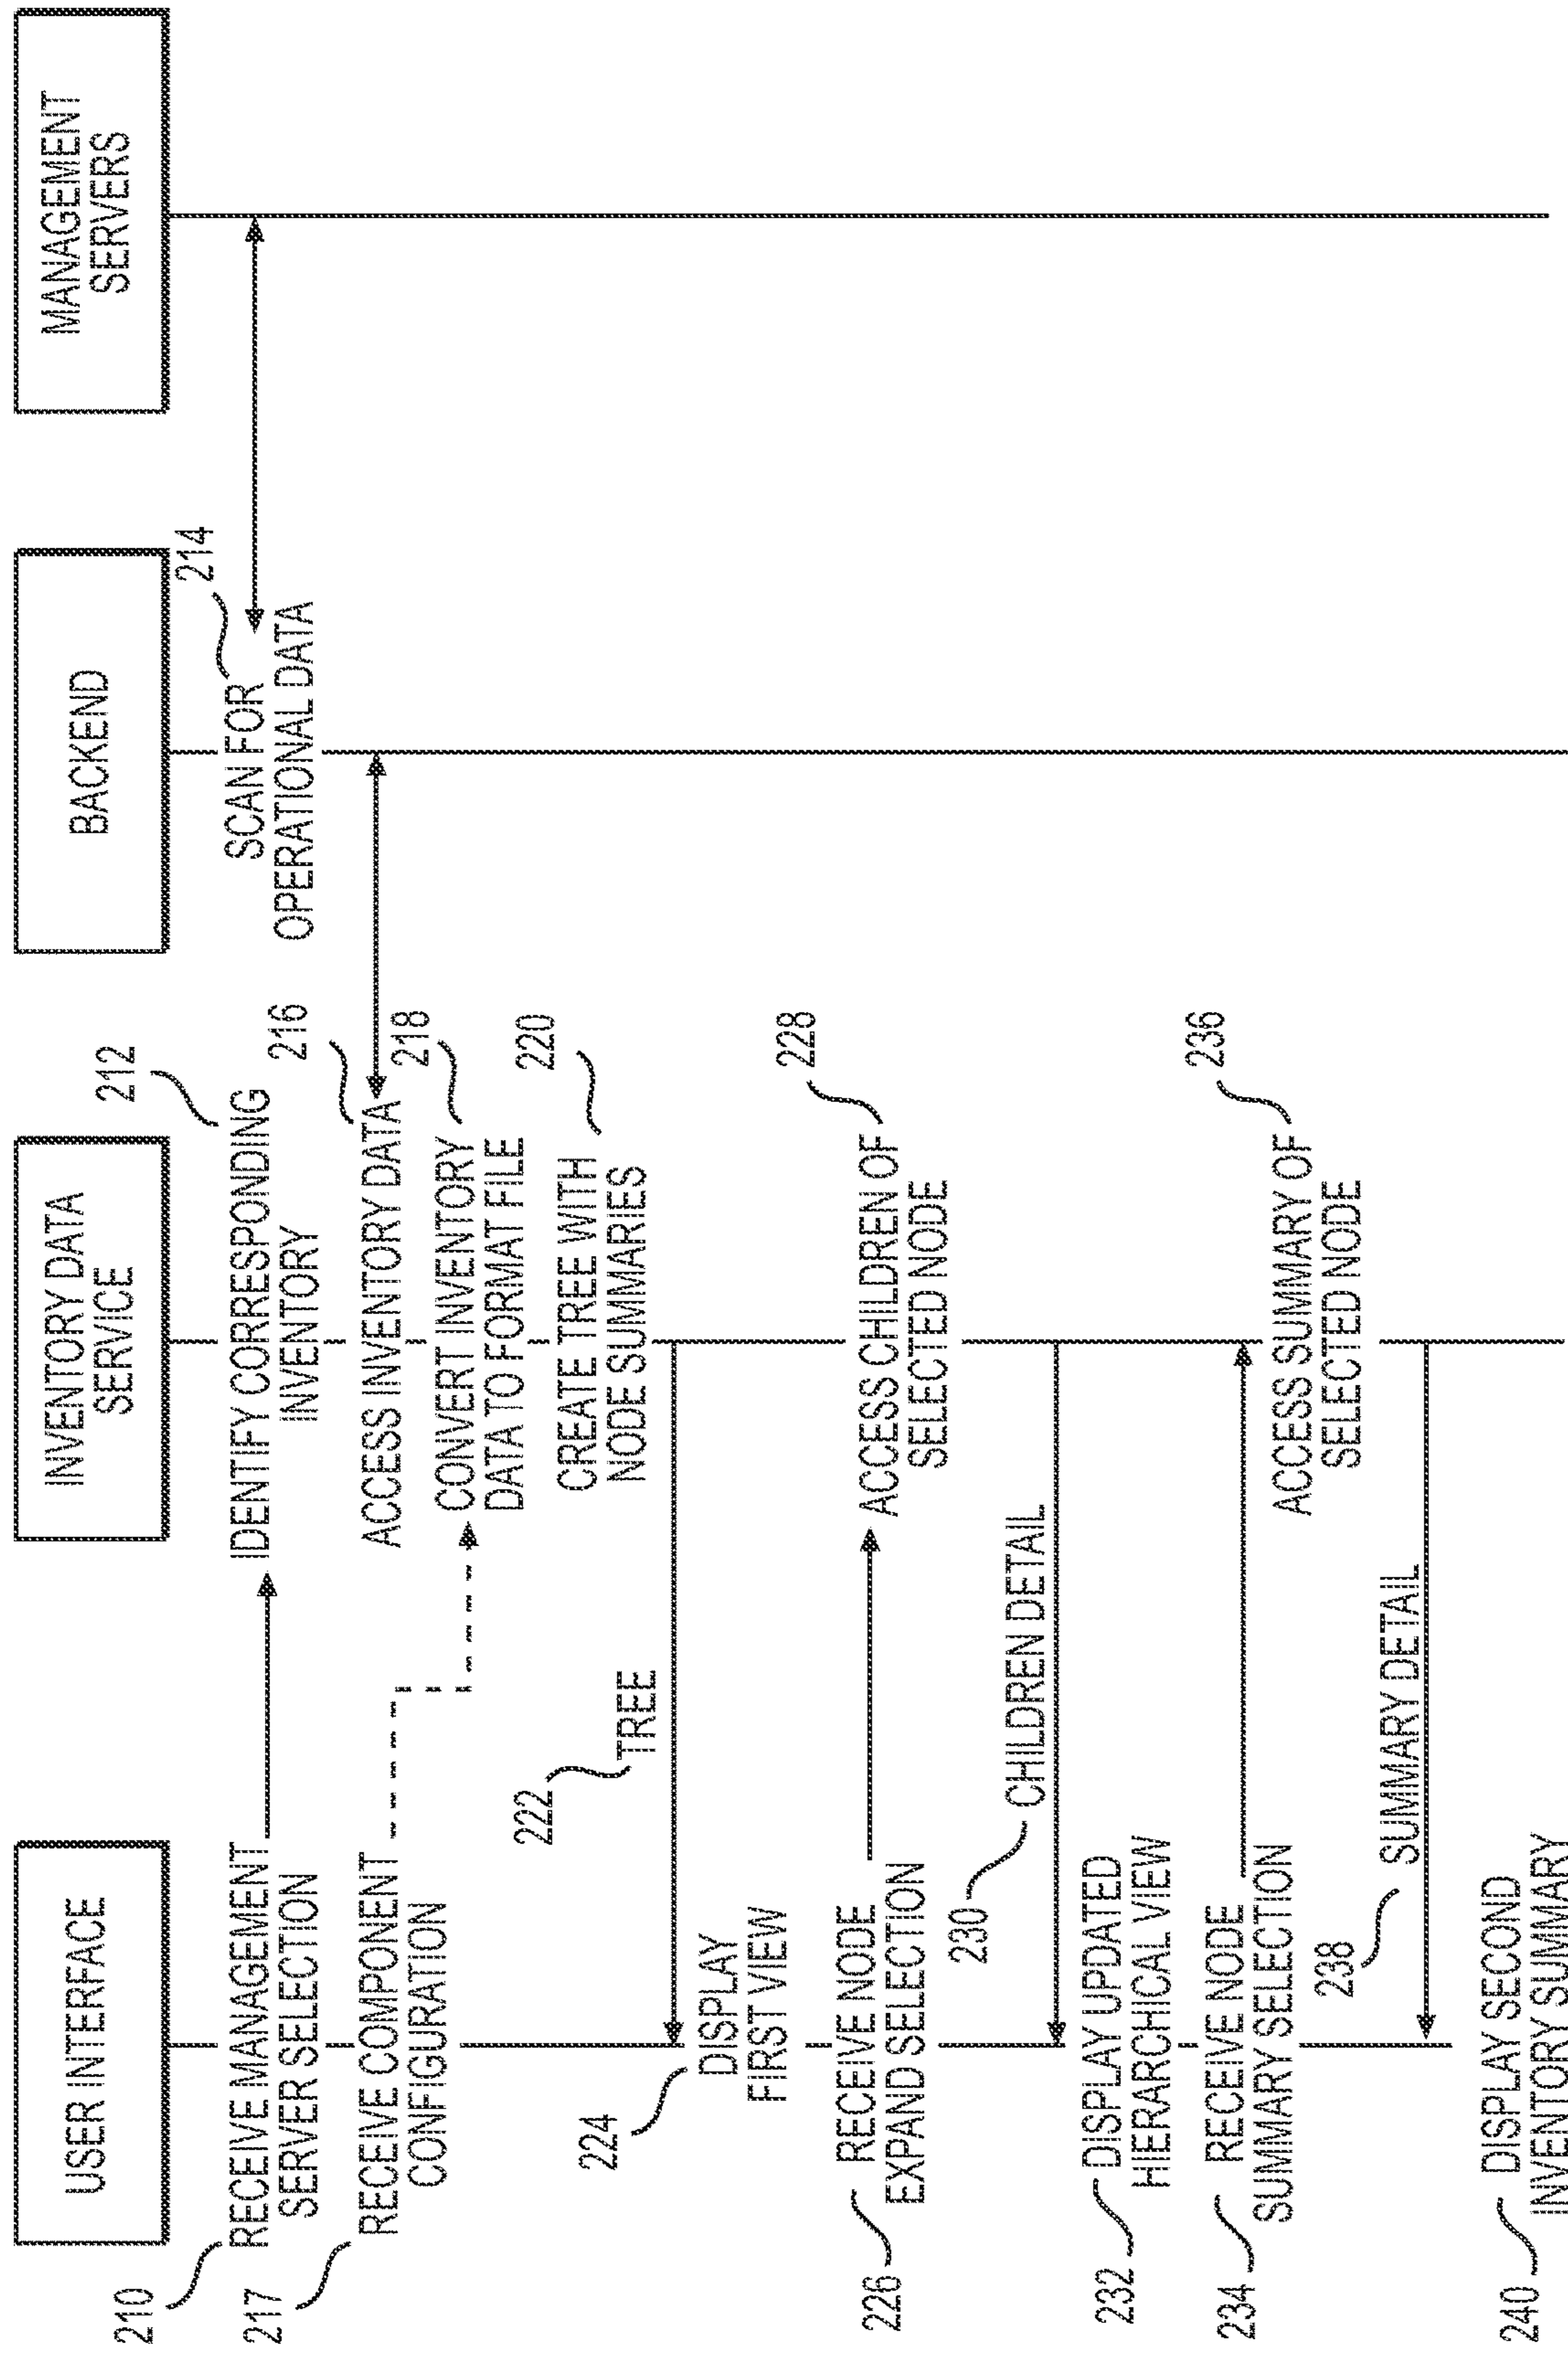 USER INTERFACE
INVENTORY DATA
SERVICE
BACKEND
MANAGEMENT
SERVERS
210
RECEIVE MANAGEMENT
SERVER SELECTION
212
IDENTIFY CORRESPONDING
INVENTORY
214
SCAN FOR
OPERATIONAL DATA
216
ACCESS INVENTORY DATA
217
RECEIVE COMPONENT
CONFIGURATION
218
CONVERT INVENTORY
DATA TO FORMAT FILE
220
CREATE TREE WITH
NODE SUMMARIES
222
TREE
224
DISPLAY
FIRST VIEW
226
RECEIVE NODE
EXPAND SELECTION
228
ACCESS CHILDREN OF
SELECTED NODE
230
CHILDREN DETAIL
232
DISPLAY UPDATED
HIERARCHICAL VIEW
234
RECEIVE NODE
SUMMARY SELECTION
236
ACCESS SUMMARY OF
SELECTED NODE
238
SUMMARY DETAIL
240
DISPLAY SECOND
INVENTORY SUMMARY